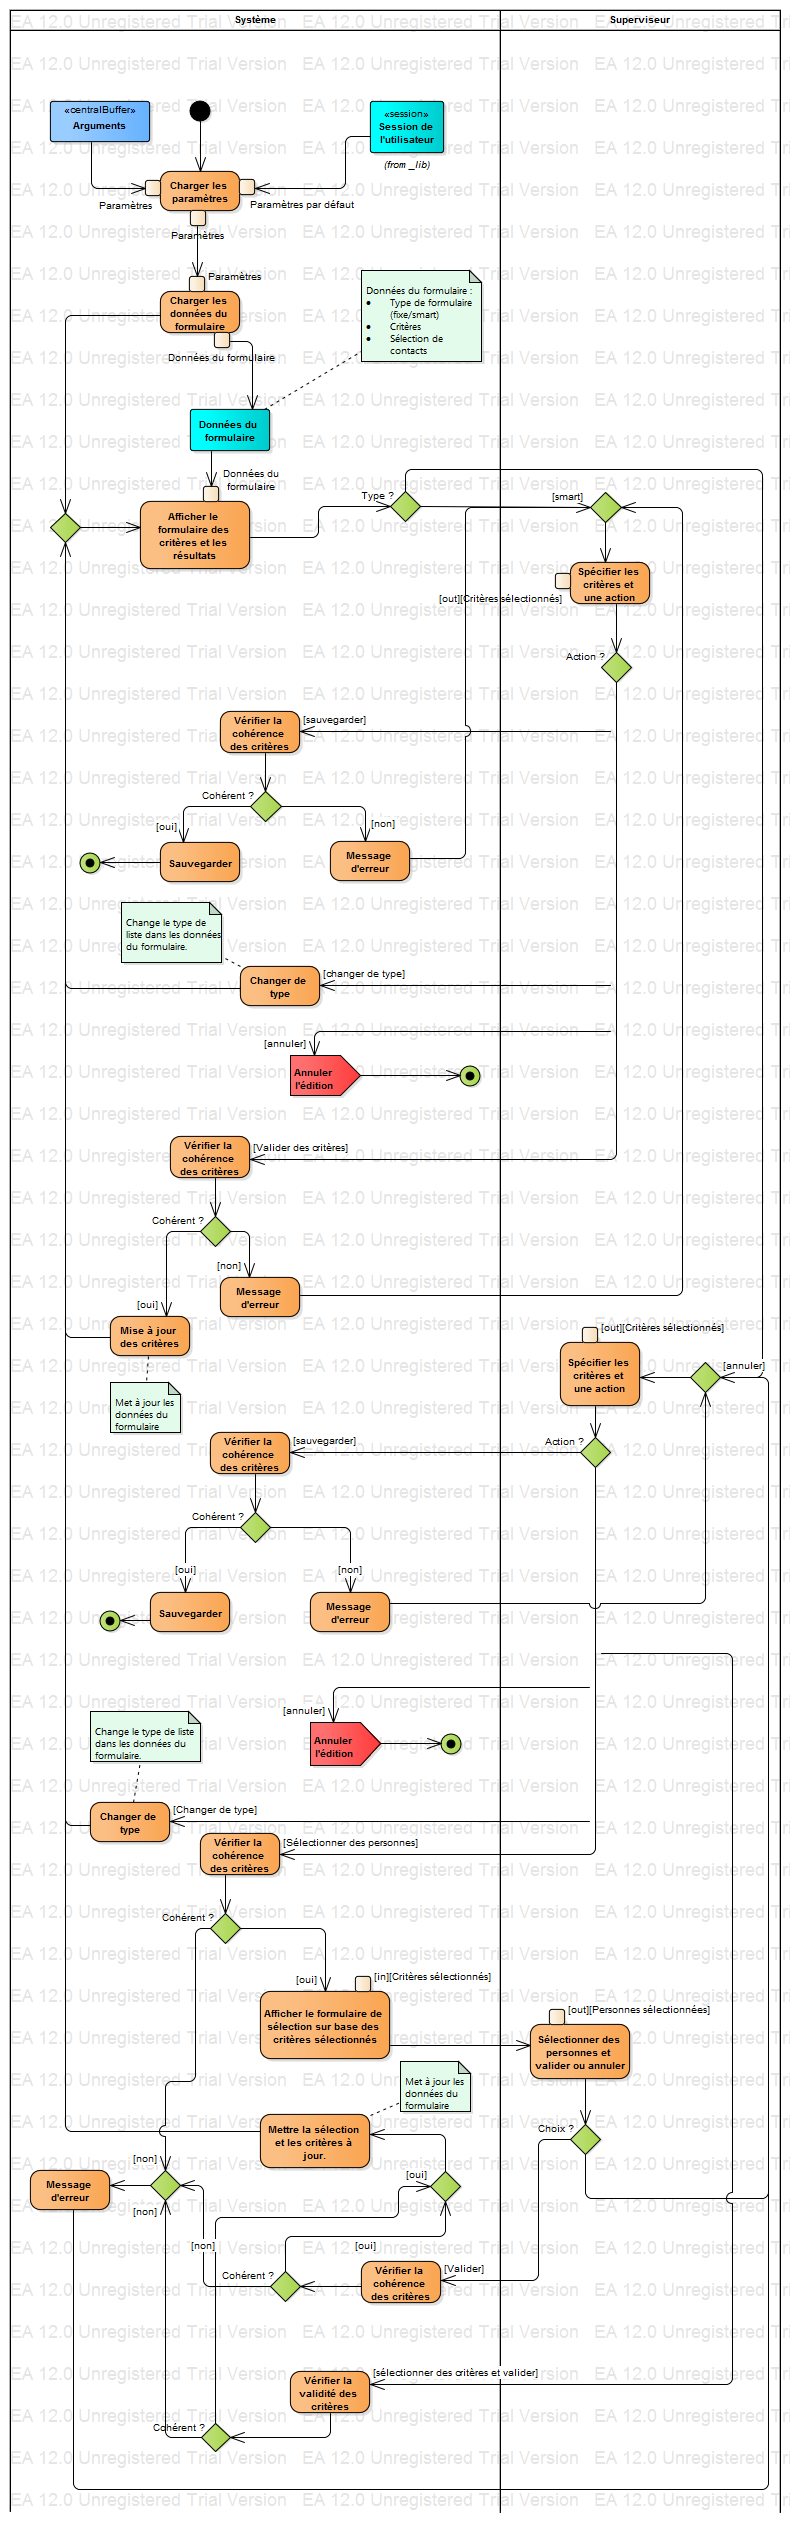 Système
Superviseur
EA 12.0 Unregistered Trial Version
«centralBuffer»
Arguments
«session»
Session de
l'utilisateur
(from _lib)
Charger les
paramètres
Paramètres
Paramètres par défaut
Paramètres
Paramètres
Charger les
données du
formulaire
Données du formulaire :
• Type de formulaire
(fixe/smart)
• Critères
• Sélection de
contacts
Données du formulaire
Données du
formulaire
Données du
formulaire
Type ?
[smart]
Afficher le
formulaire des
critères et les
résultats
Spécifier les
critères et
une action
[out][Critères sélectionnés]
Action ?
Vérifier la
cohérence
des critères
[sauvegarder]
Cohérent ?
[oui]
[non]
Sauvegarder
Message
d'erreur
Change le type de
liste dans les données
du formulaire.
Changer de
type
[changer de type]
[annuler]
Annuler
l'édition
Vérifier la
cohérence
des critères
[Valider des critères]
Cohérent ?
[non]
Message
d'erreur
[oui]
Mise à jour
des critères
[out][Critères sélectionnés]
Spécifier les
critères et
une action
[annuler]
Met à jour les
données du
formulaire
Vérifier la
cohérence
des critères
[sauvegarder]
Action ?
Cohérent ?
[oui]
[non]
Sauvegarder
Message
d'erreur
[annuler]
Annuler
l'édition
Change le type de liste
dans les données du
formulaire.
Changer de
type
[Changer de type]
Vérifier la
cohérence
des critères
[Sélectionner des personnes]
Cohérent ?
[oui]
[in][Critères sélectionnés]
Afficher le formulaire de
sélection sur base des
critères sélectionnés
[out][Personnes sélectionnées]
Sélectionner des
personnes et
valider ou annuler
Met à jour les
données du
formulaire
Mettre la sélection
et les critères à
jour.
Choix ?
[non]
[oui]
Message
d'erreur
[non]
[non]
[oui]
Cohérent ?
Vérifier la
cohérence
des critères
[Valider]
[sélectionner des critères et valider]
Vérifier la
validité des
critères
Cohérent ?